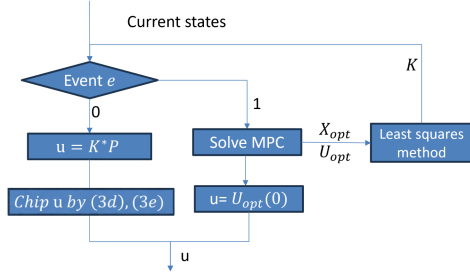 Current states
K
Event e
0
1
u = K*P
Solve MPC
X_opt
U_opt
Least squares
method
Chip u by (3d), (3e)
u= U_opt(0)
u